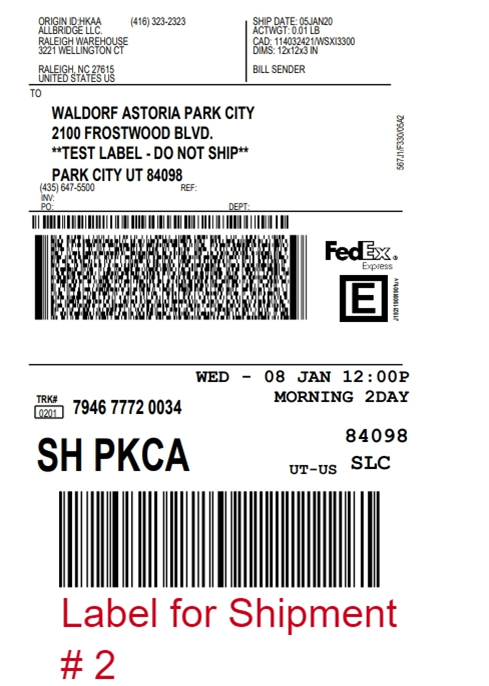 ORIGIN ID:HKAA (416) 323-2323
ALLBRIDGE LLC.
RALEIGH WAREHOUSE
3221 WELLINGTON CT
RALEIGH, NC 27615
UNITED STATES US
SHIP DATE: 05JAN20
ACTWGT: 0.01 LB
CAD: 114032421/WSXI3300
DIMS: 12x12x3 IN
BILL SENDER
TO
WALDORF ASTORIA PARK CITY
2100 FROSTWOOD BLVD.
**TEST LABEL - DO NOT SHIP**
PARK CITY UT 84098
(435) 647-5500 REF:
INV:
PO: DEPT:
567J1/F330/05A2
FedEx
Express
E
WED - 08 JAN 12:00P
MORNING 2DAY
TRK#
0201
7946 7772 0034
84098
SH PKCA
UT-US SLC
Label for Shipment
# 2